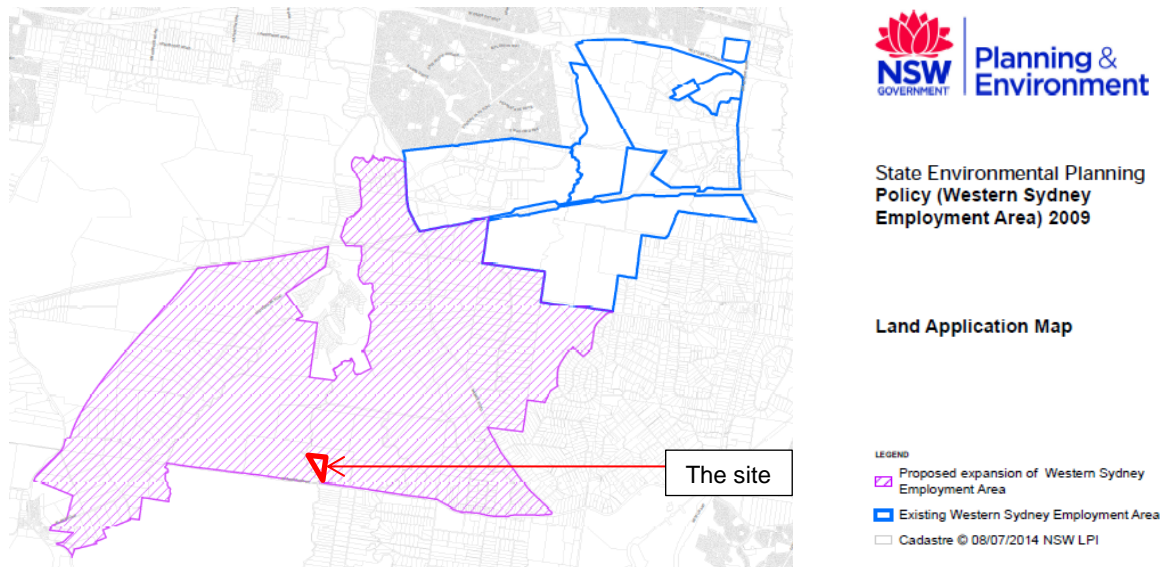 The site
NSW
GOVERNMENT
Planning &
Environment
State Environmental Planning
Policy (Western Sydney
Employment Area) 2009
Land Application Map
LEGEND
Proposed expansion of Western Sydney
Employment Area
Existing Western Sydney Employment Area
Cadastre © 08/07/2014 NSW LPI